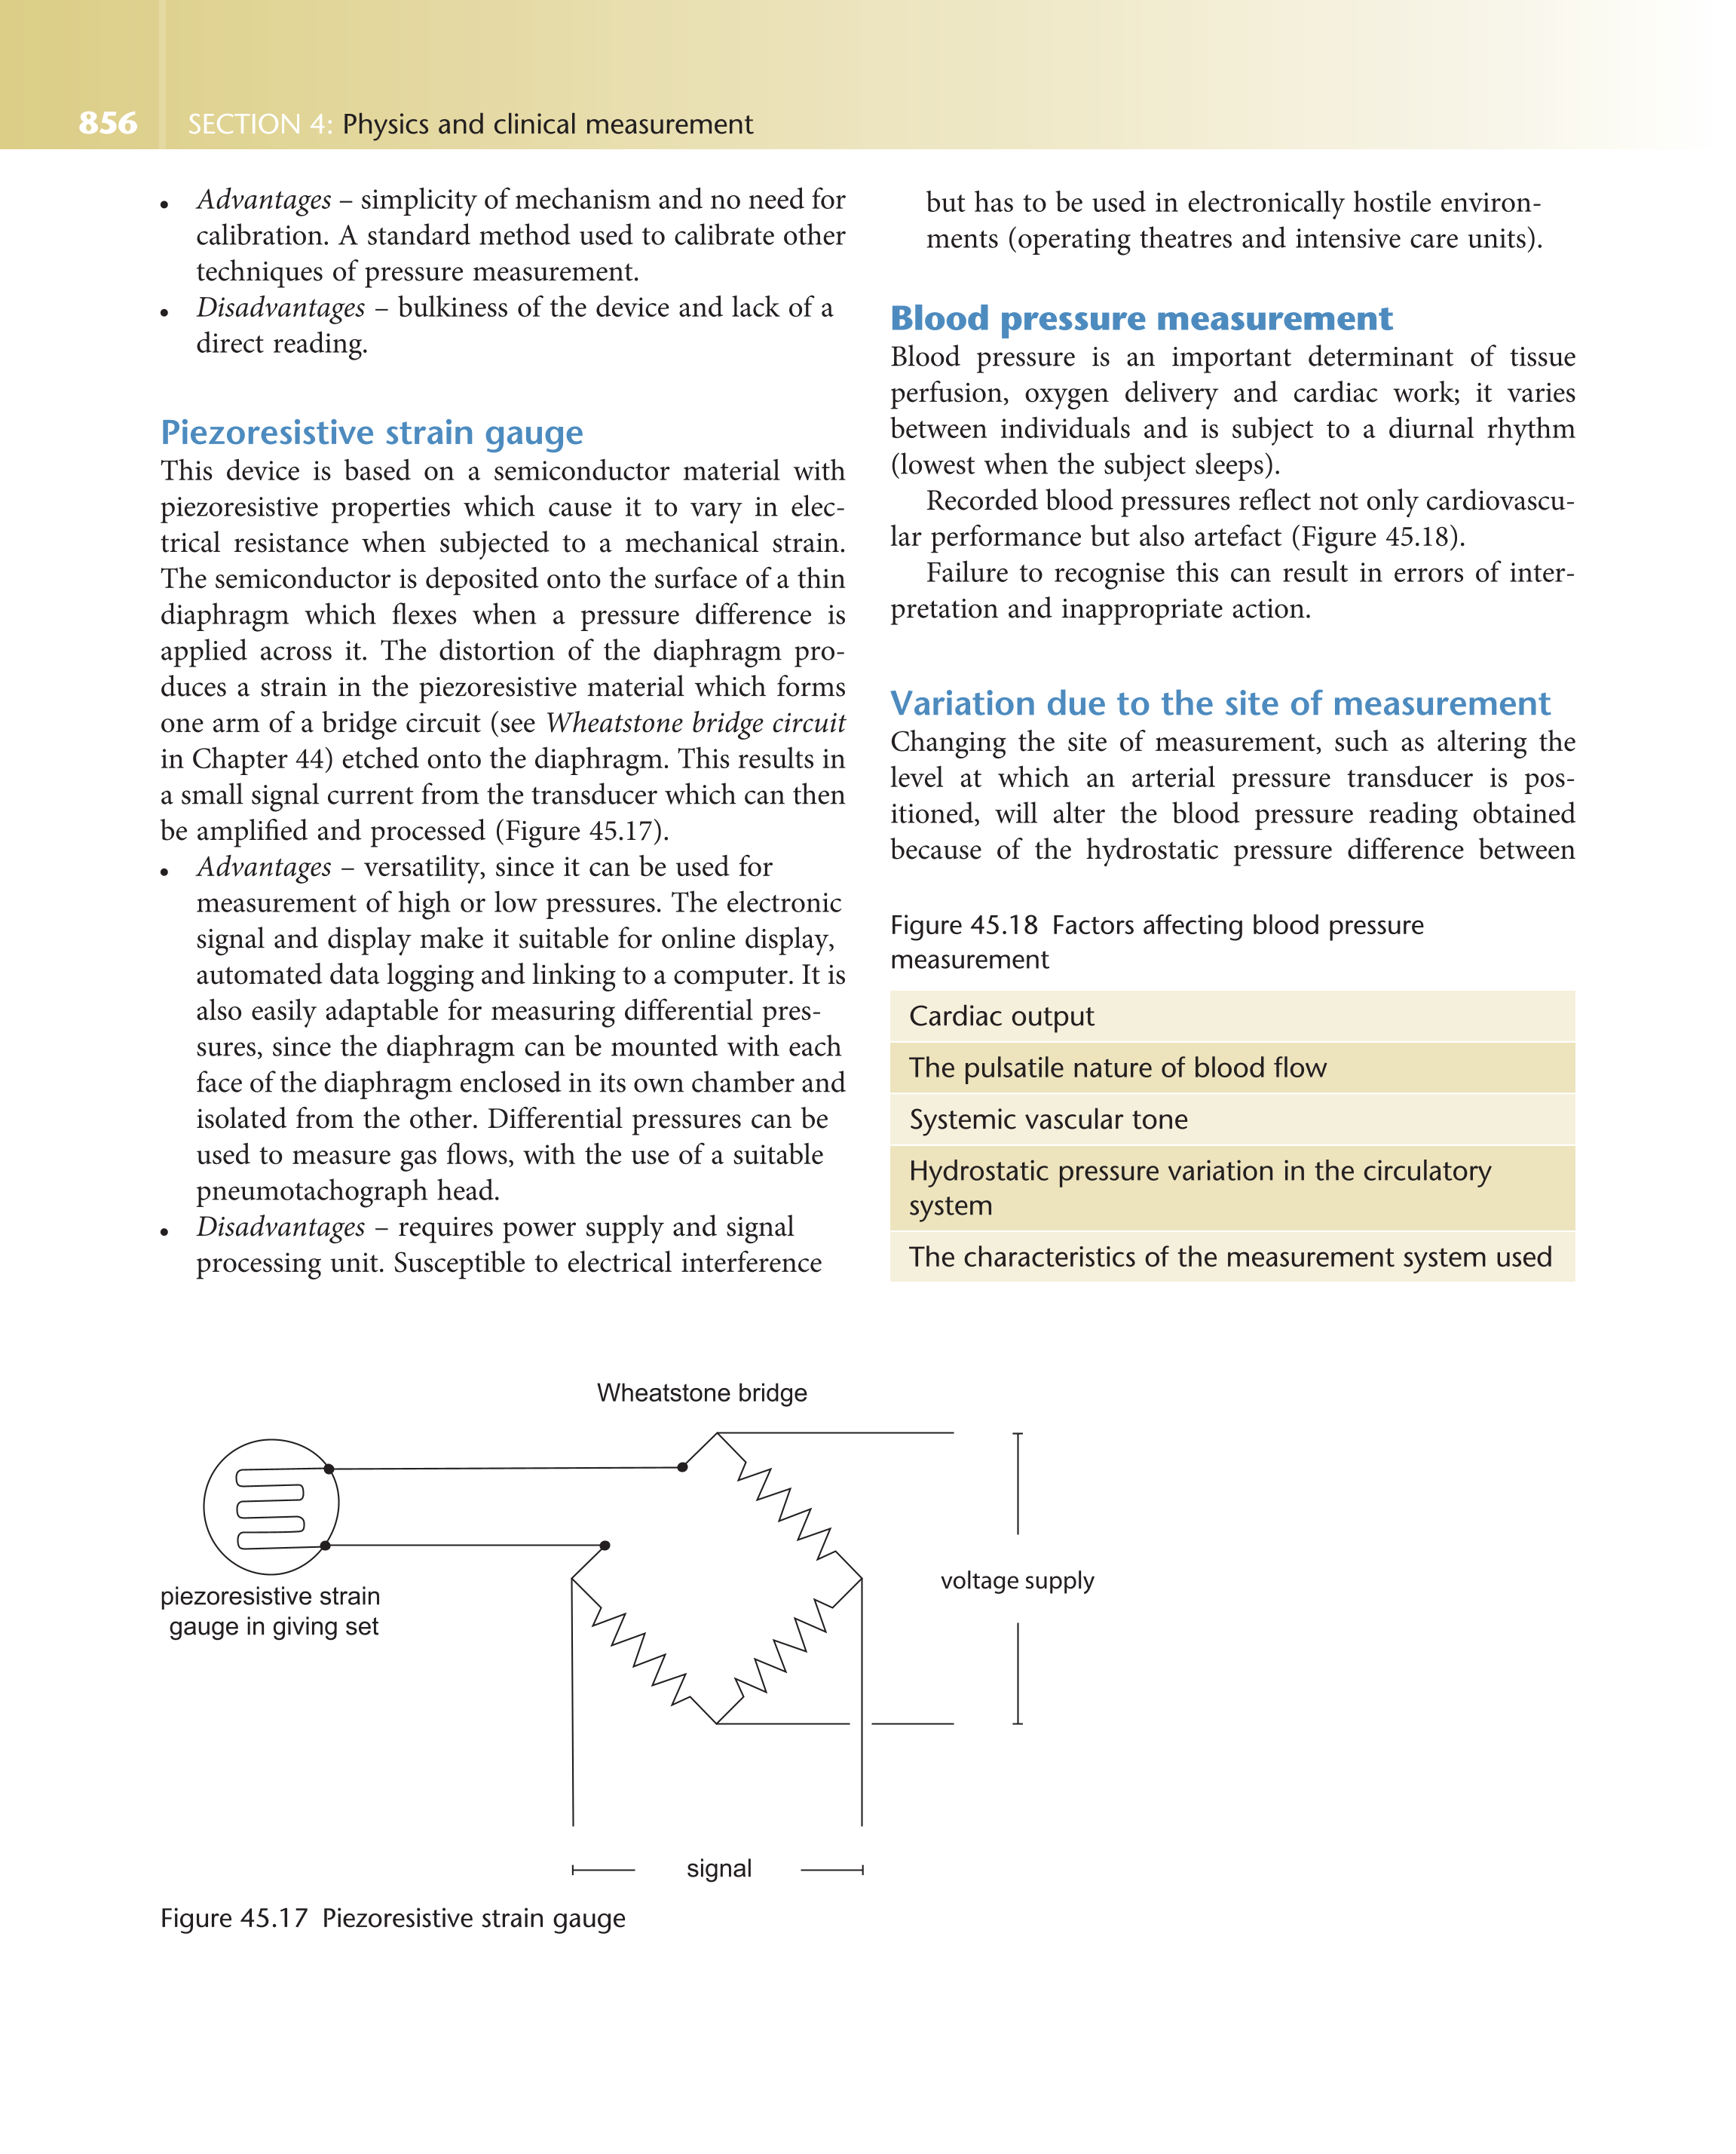 856
SECTION 4: Physics and clinical measurement
• Advantages – simplicity of mechanism and no need for
calibration. A standard method used to calibrate other
techniques of pressure measurement.
• Disadvantages – bulkiness of the device and lack of a
direct reading.
Piezoresistive strain gauge
This device is based on a semiconductor material with
piezoresistive properties which cause it to vary in elec-
trical resistance when subjected to a mechanical strain.
The semiconductor is deposited onto the surface of a thin
diaphragm which flexes when a pressure difference is
applied across it. The distortion of the diaphragm pro-
duces a strain in the piezoresistive material which forms
one arm of a bridge circuit (see Wheatstone bridge circuit
in Chapter 44) etched onto the diaphragm. This results in
a small signal current from the transducer which can then
be amplified and processed (Figure 45.17).
• Advantages – versatility, since it can be used for
measurement of high or low pressures. The electronic
signal and display make it suitable for online display,
automated data logging and linking to a computer. It is
also easily adaptable for measuring differential pres-
sures, since the diaphragm can be mounted with each
face of the diaphragm enclosed in its own chamber and
isolated from the other. Differential pressures can be
used to measure gas flows, with the use of a suitable
pneumotachograph head.
• Disadvantages – requires power supply and signal
processing unit. Susceptible to electrical interference
but has to be used in electronically hostile environ-
ments (operating theatres and intensive care units).
Blood pressure measurement
Blood pressure is an important determinant of tissue
perfusion, oxygen delivery and cardiac work; it varies
between individuals and is subject to a diurnal rhythm
(lowest when the subject sleeps).
Recorded blood pressures reflect not only cardiovascu-
lar performance but also artefact (Figure 45.18).
Failure to recognise this can result in errors of inter-
pretation and inappropriate action.
Variation due to the site of measurement
Changing the site of measurement, such as altering the
level at which an arterial pressure transducer is pos-
itioned, will alter the blood pressure reading obtained
because of the hydrostatic pressure difference between
Figure 45.18 Factors affecting blood pressure
measurement
Cardiac output
The pulsatile nature of blood flow
Systemic vascular tone
Hydrostatic pressure variation in the circulatory
system
The characteristics of the measurement system used
Wheatstone bridge
piezoresistive strain
gauge in giving set
voltage supply
signal
Figure 45.17 Piezoresistive strain gauge